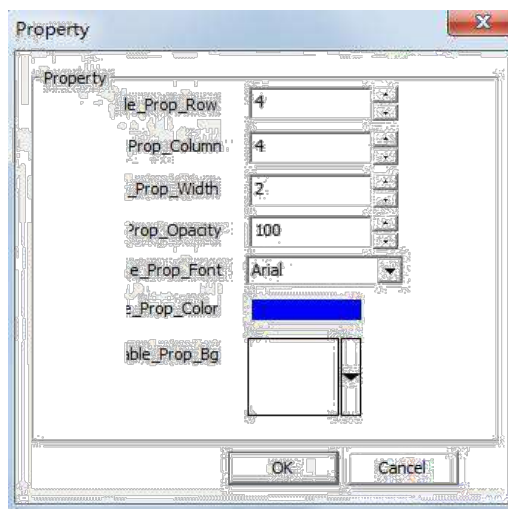 Property
Property
le_Prop_Row 4
Prop_Column 4
_Prop_Width 2
Prop_Opacity 100
e_Prop_Font Arial
e_Prop_Color
able_Prop_Bg
OK Cancel